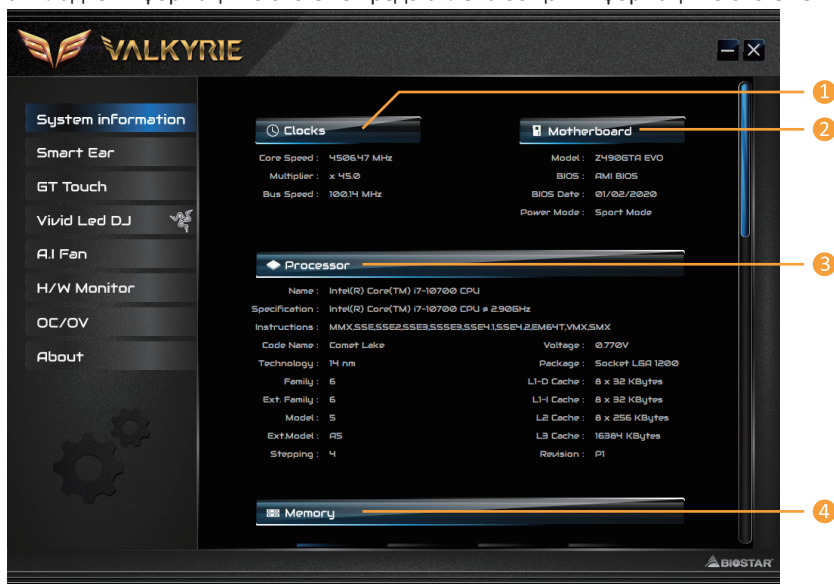 VALKYRIE
System information
Smart Ear
GT Touch
Vivid Led DJ
A.I Fan
H/W Monitor
OC/OV
About
Clocks
Core Speed : 4506.47 MHz
Multiplier : x 45.0
Bus Speed : 100.14 MHz
Motherboard
Model : Z490GTA EVO
BIOS : AMI BIOS
BIOS Date : 01/02/2020
Power Mode : Sport Mode
Processor
Name : Intel(R) Core(TM) i7-10700 CPU
Specification : Intel(R) Core(TM) i7-10700 CPU @ 2.90GHz
Instructions : MMX,SSE,SSE2,SSE3,SSSE3,SSE4.1,SSE4.2,EM64T,VMX,SMX
Code Name : Comet Lake
Technology : 14 nm
Family : 6
Ext. Family : 6
Model : 5
Ext.Model : A5
Stepping : 4
Voltage : 0.770V
Package : Socket LGA 1200
L1-D Cache : 8 x 32 KBytes
L1-I Cache : 8 x 32 KBytes
L2 Cache : 8 x 256 KBytes
L3 Cache : 16384 KBytes
Revision : P1
Memory
BIOSTAR
1
2
3
4